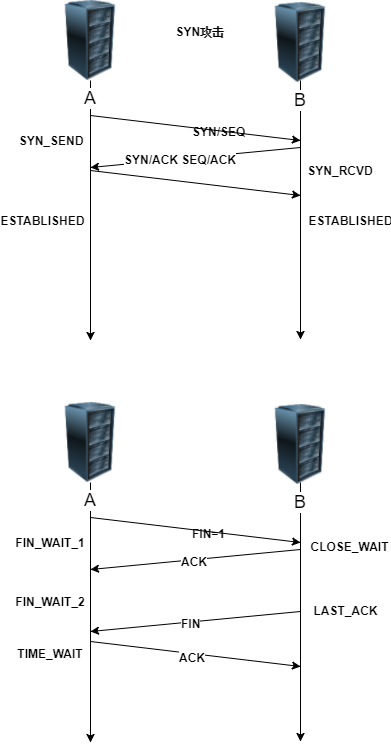 SYN攻击
A
B
SYN/SEQ
SYN_SEND
SYN/ACK SEQ/ACK
SYN_RCVD
ESTABLISHED
ESTABLISHED
A
B
FIN=1
FIN_WAIT_1
CLOSE_WAIT
ACK
FIN_WAIT_2
LAST_ACK
FIN
TIME_WAIT
ACK